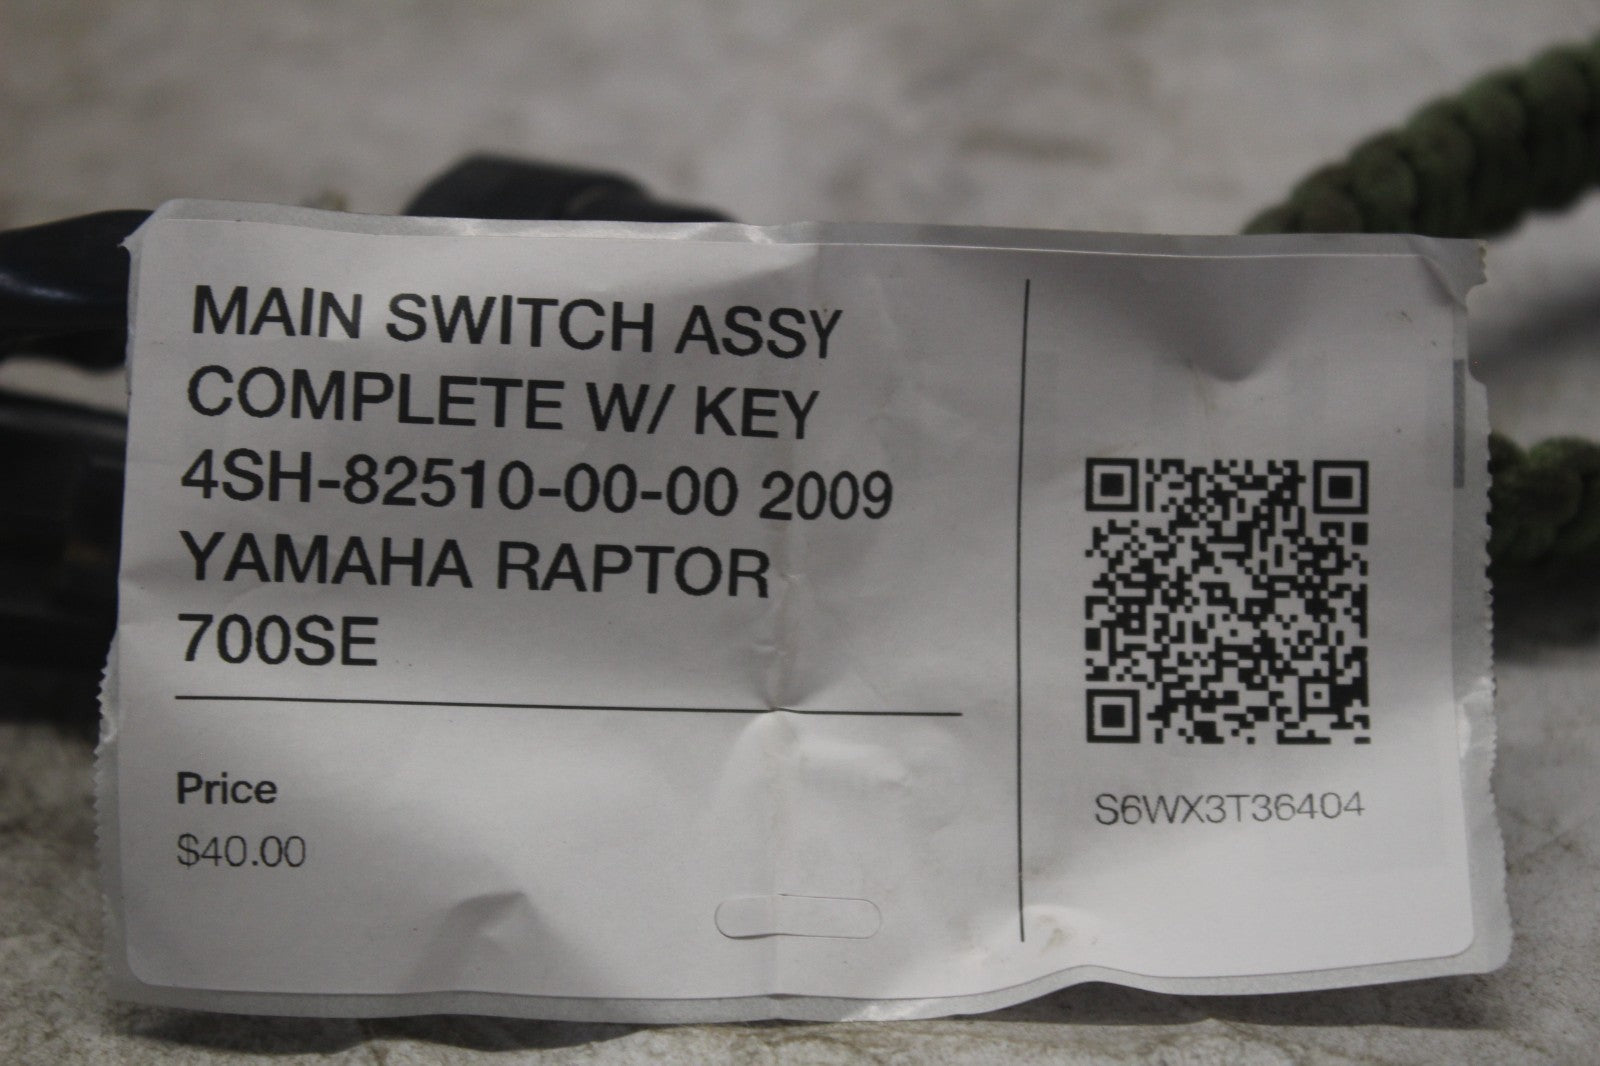 MAIN SWITCH ASSY
COMPLETE W/ KEY
4SH-82510-00-00 2009
YAMAHA RAPTOR
700SE
Price
$40.00
S6WX3T36404